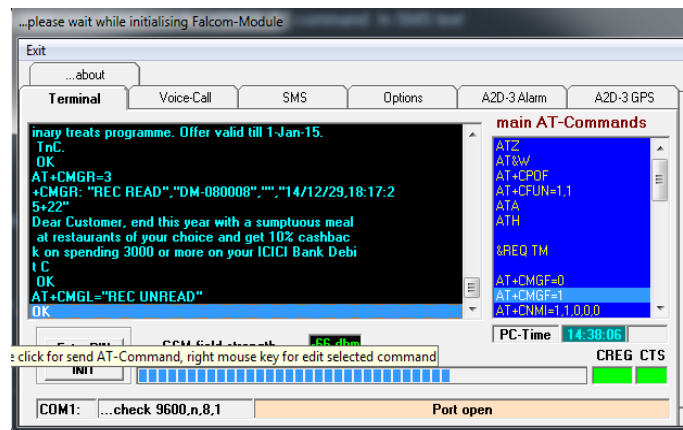 ...please wait while initialising Falcom-Module
Exit
...about
Terminal
Voice-Call
SMS
Options
A2D-3 Alarm
A2D-3 GPS
inary treats programme. Offer valid till 1-Jan-15.
TnC.
OK
AT+CMGR=3
+CMGR: "REC READ","DM-080008","","14/12/29,18:17:2
5+22"
Dear Customer, end this year with a sumptuous meal
at restaurants of your choice and get 10% cashbac
k on spending 3000 or more on your ICICI Bank Debi
t C
OK
AT+CMGL="REC UNREAD"
OK
main AT-Commands
ATZ
AT&W
AT+CPOF
AT+CFUN=1,1
ATA
ATH
&REQ TM
AT+CMGF=0
AT+CMGF=1
AT+CNMI=1,1,0,0,0
PC-Time 14:38:06
-66 dbm
click for send AT-Command, right mouse key for edit selected command
INIT
CREG CTS
COM1: ...check 9600,n,8,1
Port open